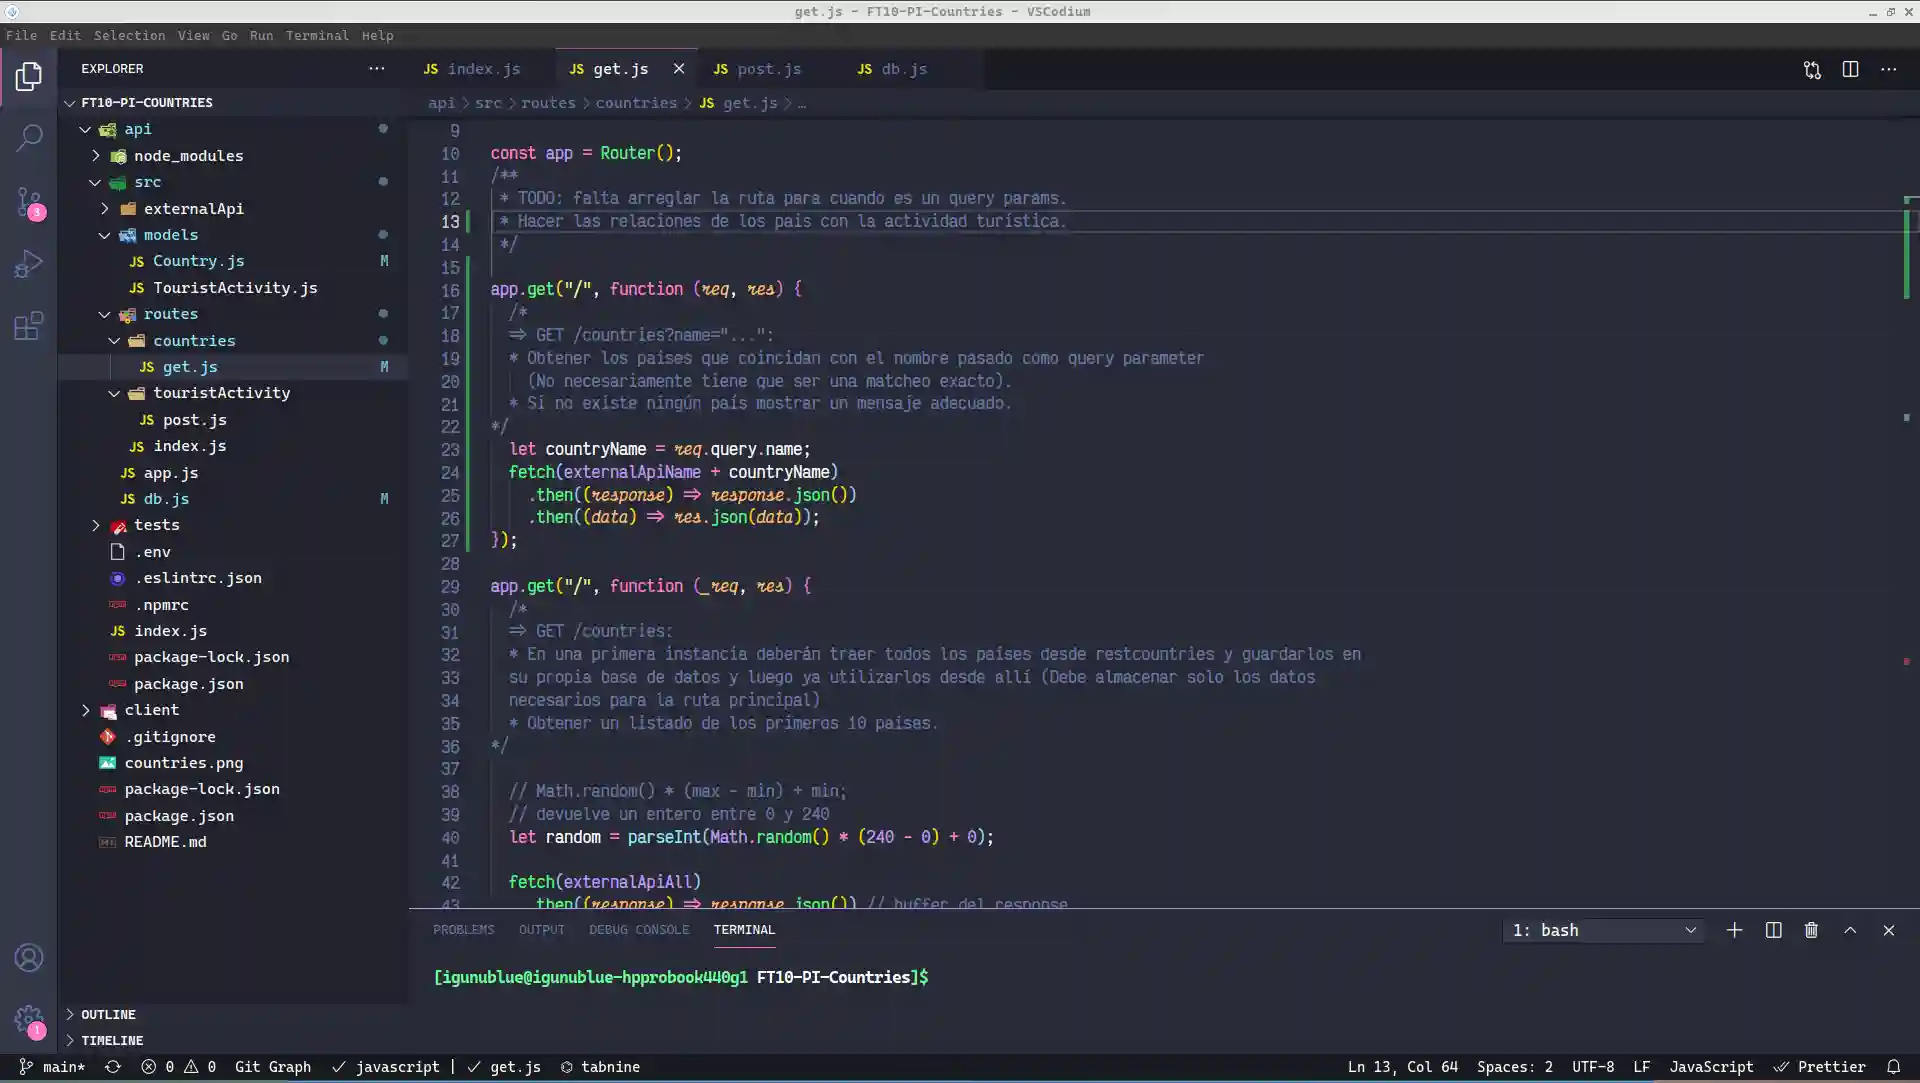 get.js - FT10-PI-Countries - VSCodium
File Edit Selection View Go Run Terminal Help
EXPLORER
FT10-PI-COUNTRIES
api
node_modules
src
externalApi
models
JS Country.js M
JS TouristActivity.js
routes
countries
JS get.js M
touristActivity
JS post.js
JS index.js
JS app.js
JS db.js M
tests
.env
.eslintrc.json
.npmrc
JS index.js
package-lock.json
package.json
client
.gitignore
countries.png
package-lock.json
package.json
README.md
OUTLINE
TIMELINE
3
1
JS index.js JS get.js JS post.js JS db.js
api > src > routes > countries > JS get.js > …
9
10 const app = Router();
11 /**
12 * TODO: falta arreglar la ruta para cuando es un query params.
13 * Hacer las relaciones de los pais con la actividad turística.
14 */
15
16 app.get("/", function (req, res) {
17 /*
18 => GET /countries?name="...":
19 * Obtener los paises que coincidan con el nombre pasado como query parameter
20 (No necesariamente tiene que ser una matcheo exacto).
21 * Si no existe ningún país mostrar un mensaje adecuado.
22 */
23 let countryName = req.query.name;
24 fetch(externalApiName + countryName)
25 .then((response) => response.json())
26 .then((data) => res.json(data));
27 });
28
29 app.get("/", function (_req, res) {
30 /*
31 => GET /countries:
32 * En una primera instancia deberán traer todos los países desde restcountries y guardarlos en
33 su propia base de datos y luego ya utilizarlos desde allí (Debe almacenar solo los datos
34 necesarios para la ruta principal)
35 * Obtener un listado de los primeros 10 paises.
36 */
37
38 // Math.random() * (max - min) + min;
39 // devuelve un entero entre 0 y 240
40 let random = parseInt(Math.random() * (240 - 0) + 0);
41
42 fetch(externalApiAll)
43 .then((response) => response.json()) // buffer del response
PROBLEMS OUTPUT DEBUG CONSOLE TERMINAL 1: bash
[igunublue@igunublue-hpprobook440g1 FT10-PI-Countries]$
main* 0 0 Git Graph javascript | get.js tabnine Ln 13, Col 64 Spaces: 2 UTF-8 LF JavaScript Prettier